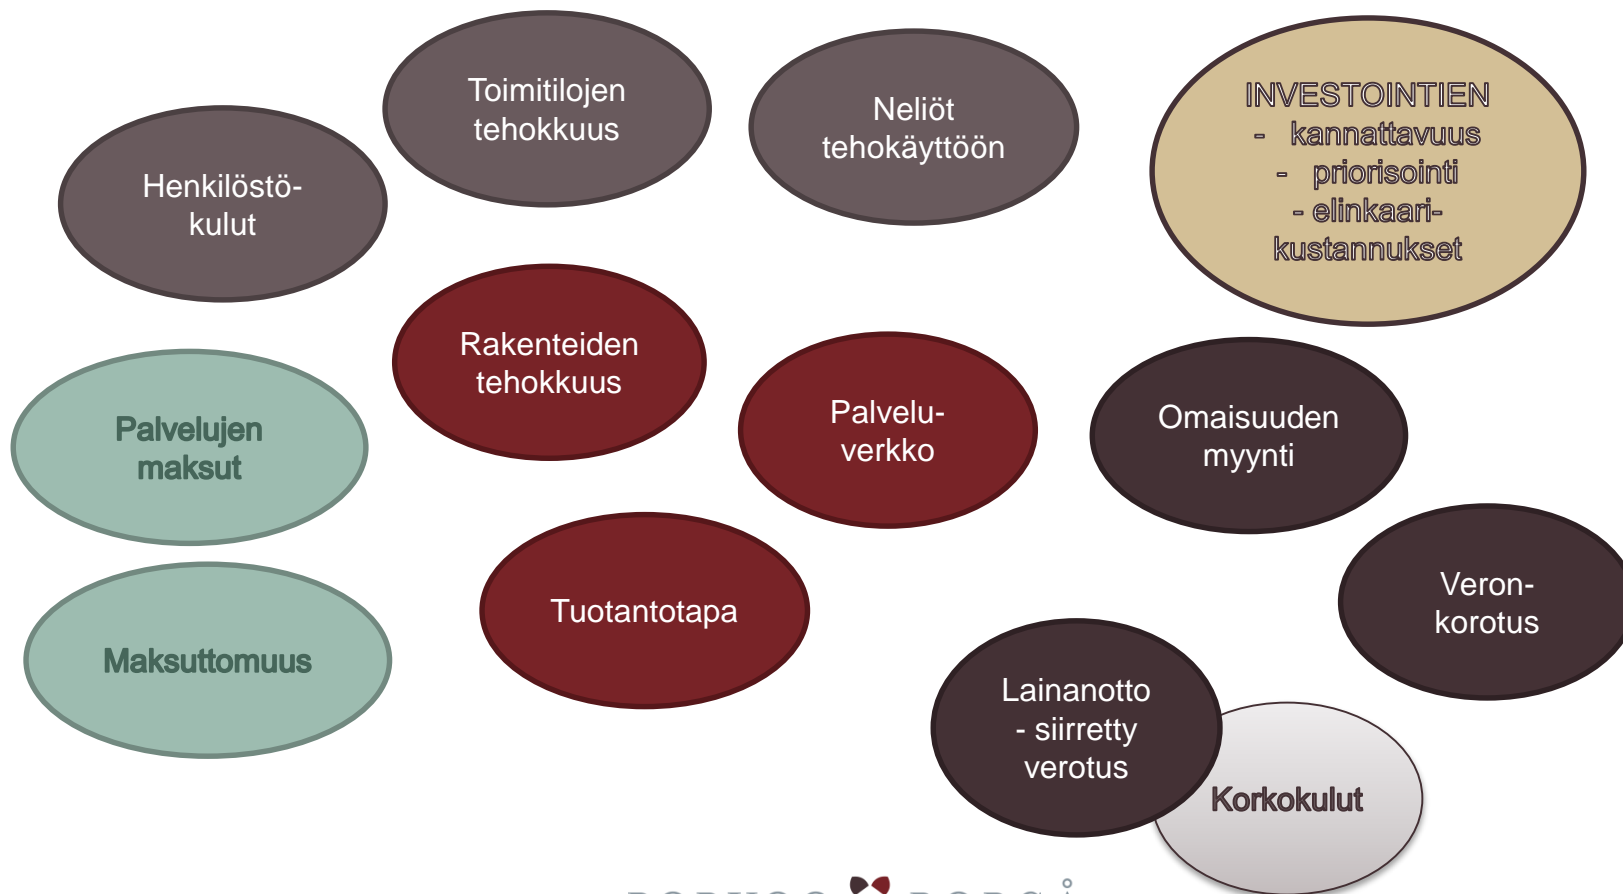 Toimitilojen
tehokkuus
Neliöt
tehokäyttöön
INVESTOINTIEN
- kannattavuus
- priorisointi
- elinkaari-
kustannukset
Henkilöstö-
kulut
Rakenteiden
tehokkuus
Palvelu-
verkko
Omaisuuden
myynti
Palvelujen
maksut
Tuotantotapa
Veron-
korotus
Maksuttomuus
Lainanotto
- siirretty
verotus
Korkokulut